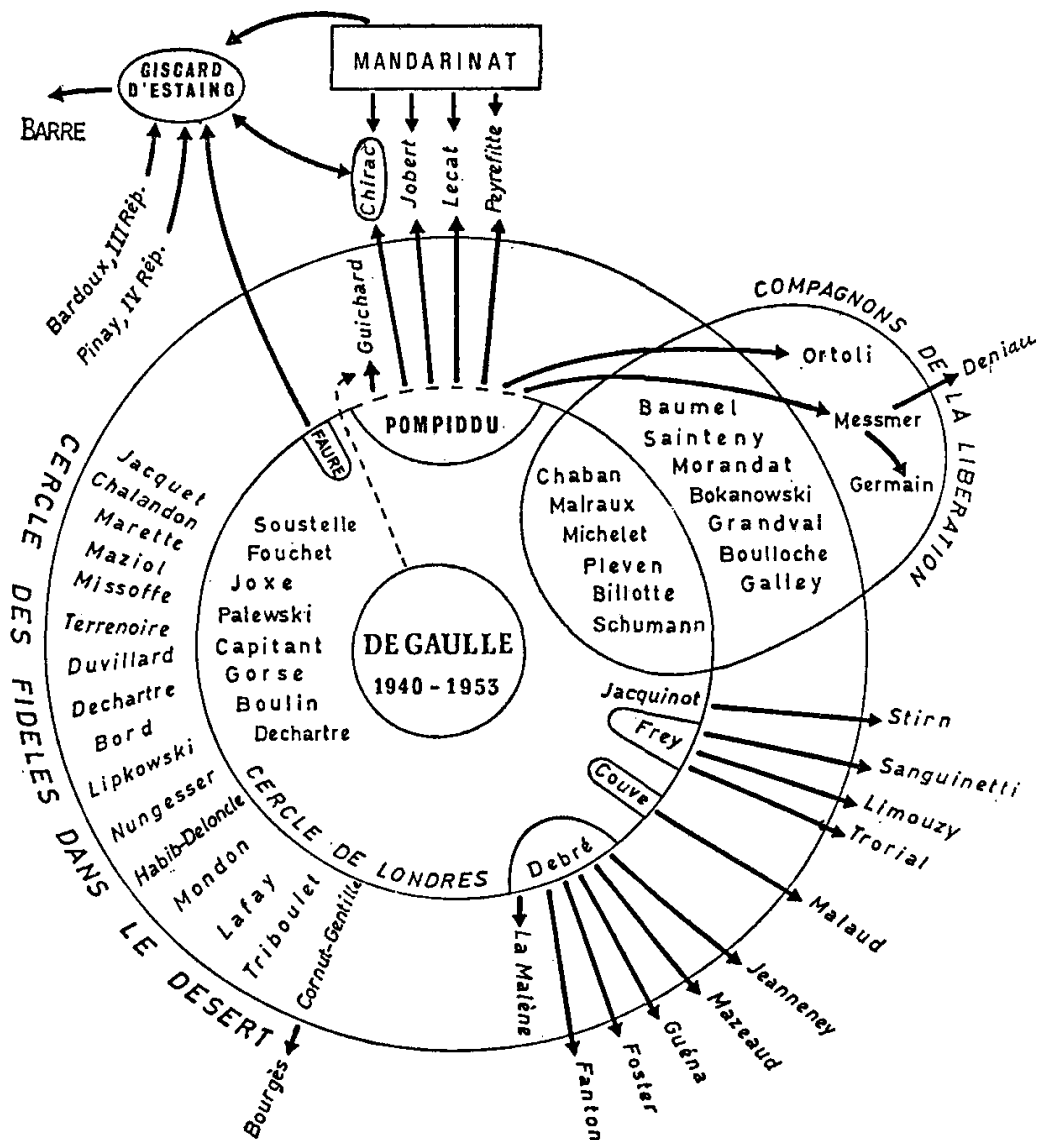 MANDARINAT
GISCARD
D'ESTAING
BARRE
Chirac
Jobert
Lecat
Peyrefitte
Bardoux, III Rép.
Pinay, IV Rép.
Guichard
COMPAGNONS DE LA LIBERATION
Ortoli
Deniau
Messmer
Germain
POMPIDDU
FAURE
Baumel
Sainteny
Morandat
Bokanowski
Grandval
Boulloche
Galley
Chaban
Malraux
Michelet
Pleven
Billotte
Schumann
CERCLE DES FIDELES DANS LE DESERT
Jacquet
Chalandon
Marette
Maziol
Missoffe
Terrenoire
Duvillard
Dechartre
Bord
Lipkowski
Nungesser
Habib-Deloncle
Mondon
Lafay
Triboulet
Cornut-Gentille
Bourgès
Soustelle
Fouchet
Joxe
Palewski
Capitant
Gorse
Boulin
Dechartre
DE GAULLE
1940-1953
CERCLE DE LONDRES
Jacquinot
Frey
Couve
Debré
Stirn
Sanguinetti
Limouzy
Trorial
Malaud
Jeanneney
Mazeaud
Guéna
Foster
Fanton
La Malène